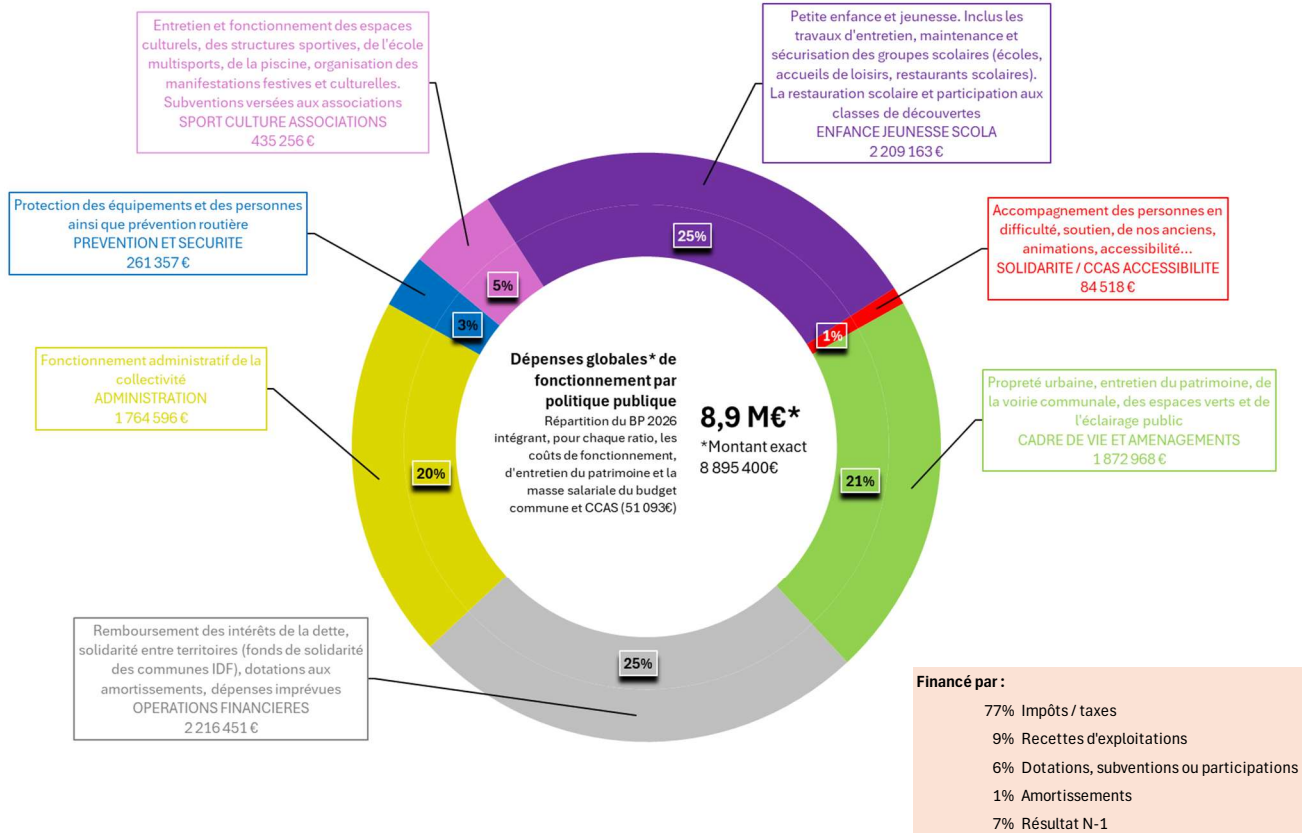 Entretien et fonctionnement des espaces
culturels, des structures sportives, de l'école
multisports, de la piscine, organisation des
manifestations festives et culturelles.
Subventions versées aux associations
SPORT CULTURE ASSOCIATIONS
435 256 €
Petite enfance et jeunesse. Inclus les
travaux d'entretien, maintenance et
sécurisation des groupes scolaires (écoles,
accueils de loisirs, restaurants scolaires).
La restauration scolaire et participation aux
classes de découvertes
ENFANCE JEUNESSE SCOLA
2 209 163 €
Protection des équipements et des personnes
ainsi que prévention routière
PREVENTION ET SECURITE
261 357 €
Accompagnement des personnes en
difficulté, soutien, de nos anciens,
animations, accessibilité...
SOLIDARITE / CCAS ACCESSIBILITE
84 518 €
25%
5%
3%
1%
Fonctionnement administratif de la
collectivité
ADMINISTRATION
1 764 596 €
Dépenses globales* de
fonctionnement par
politique publique
Répartition du BP 2026
intégrant, pour chaque ratio, les
coûts de fonctionnement,
d'entretien du patrimoine et la
masse salariale du budget
commune et CCAS (51 093€)
8,9 M€*
*Montant exact
8 895 400€
Propreté urbaine, entretien du patrimoine, de
la voirie communale, des espaces verts et de
l'éclairage public
CADRE DE VIE ET AMENAGEMENTS
1 872 968 €
20%
21%
Remboursement des intérêts de la dette,
solidarité entre territoires (fonds de solidarité
des communes IDF), dotations aux
amortissements, dépenses imprévues
OPERATIONS FINANCIERES
2 216 451 €
25%
Financé par :
77% Impôts / taxes
9% Recettes d'exploitations
6% Dotations, subventions ou participations
1% Amortissements
7% Résultat N-1